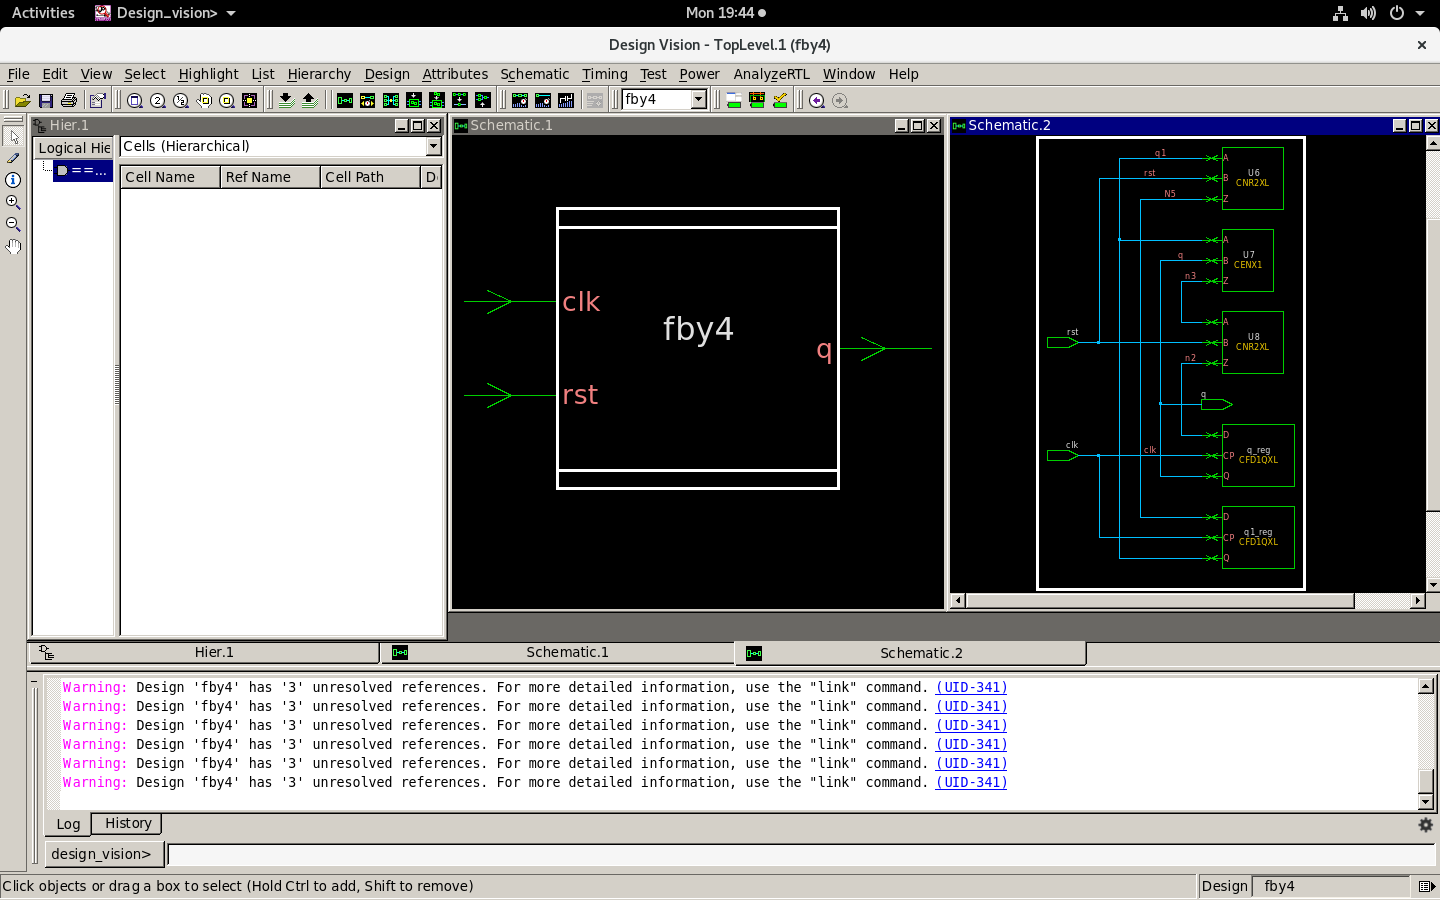 Activities
Design_vision>
Mon 19:44
Design Vision - TopLevel.1 (fby4)
File Edit View Select Highlight List Hierarchy Design Attributes Schematic Timing Test Power AnalyzeRTL Window Help
fby4
Hier.1
Logical Hie
==...
Cells (Hierarchical)
Cell Name Ref Name Cell Path D
Schematic.1
clk
fby4
q
rst
Schematic.2
q1
A
U6
rst
B
CNR2XL
N5
Z
A
U7
q
B
CENX1
n3
Z
A
rst
U8
B
CNR2XL
n2
Z
q
D
clk
q_reg
clk
CP
CFD1QXL
Q
D
q1_reg
CP
CFD1QXL
Q
Hier.1
Schematic.1
Schematic.2
Warning: Design 'fby4' has '3' unresolved references. For more detailed information, use the "link" command. (UID-341)
Warning: Design 'fby4' has '3' unresolved references. For more detailed information, use the "link" command. (UID-341)
Warning: Design 'fby4' has '3' unresolved references. For more detailed information, use the "link" command. (UID-341)
Warning: Design 'fby4' has '3' unresolved references. For more detailed information, use the "link" command. (UID-341)
Warning: Design 'fby4' has '3' unresolved references. For more detailed information, use the "link" command. (UID-341)
Warning: Design 'fby4' has '3' unresolved references. For more detailed information, use the "link" command. (UID-341)
Log History
design_vision>
Click objects or drag a box to select (Hold Ctrl to add, Shift to remove)
Design fby4